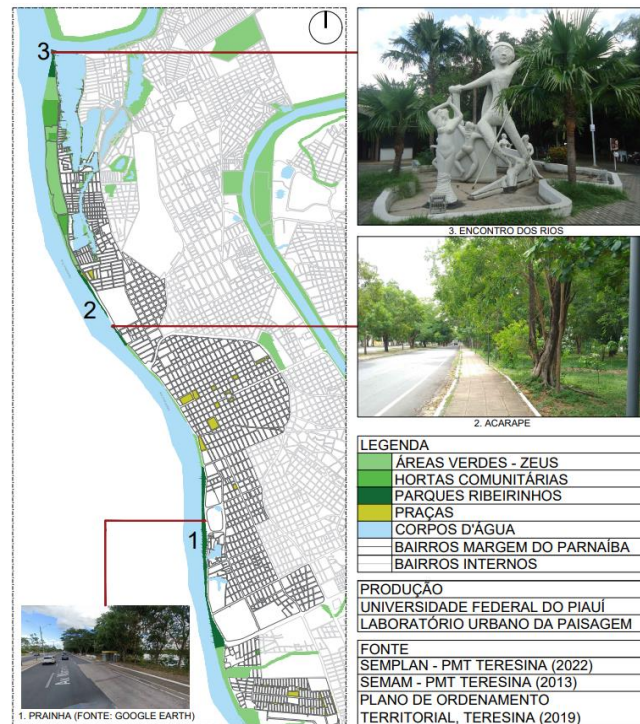 3
2
1
3. ENCONTRO DOS RIOS
2. ACARAPE
1. PRAINHA (FONTE: GOOGLE EARTH)
LEGENDA
ÁREAS VERDES - ZEUS
HORTAS COMUNITÁRIAS
PARQUES RIBEIRINHOS
PRAÇAS
CORPOS D'ÁGUA
BAIRROS MARGEM DO PARNAÍBA
BAIRROS INTERNOS
PRODUÇÃO
UNIVERSIDADE FEDERAL DO PIAUÍ
LABORATÓRIO URBANO DA PAISAGEM
FONTE
SEMPLAN - PMT TERESINA (2022)
SEMAM - PMT TERESINA (2013)
PLANO DE ORDENAMENTO
TERRITORIAL, TERESINA (2019)